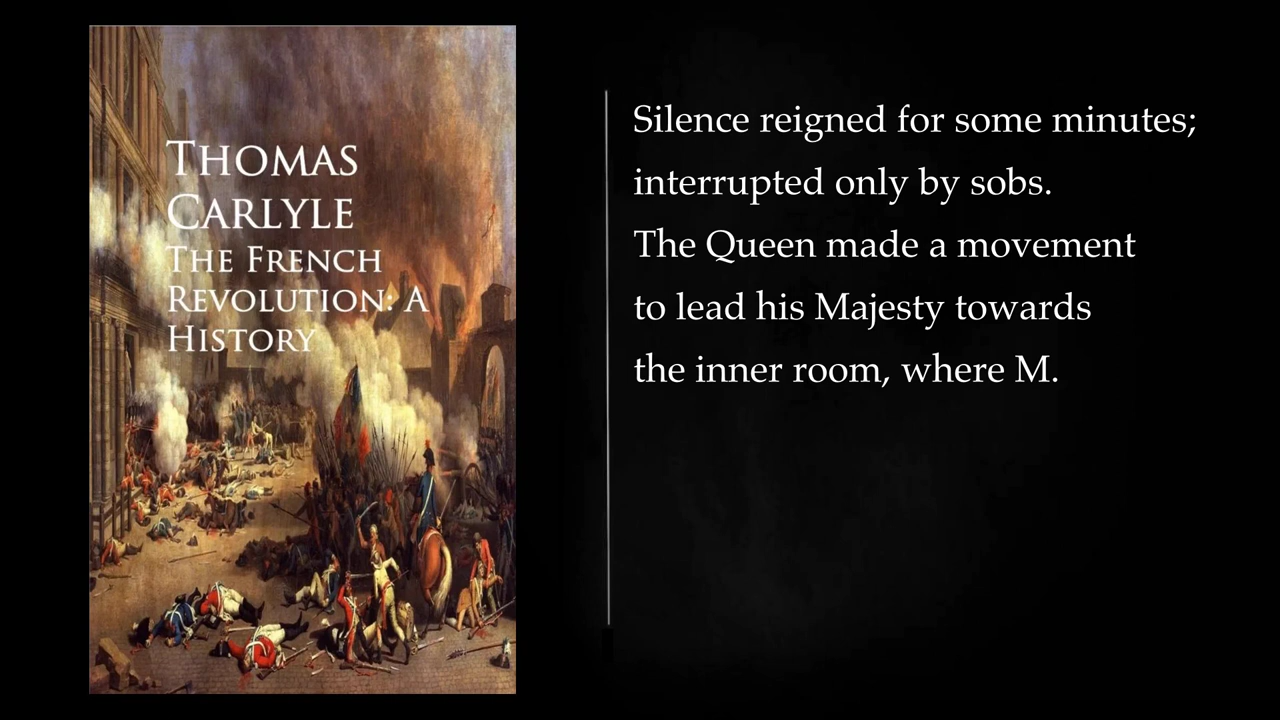 THOMAS
CARLYLE
THE FRENCH
REVOLUTION: A
HISTORY
Silence reigned for some minutes;
interrupted only by sobs.
The Queen made a movement
to lead his Majesty towards
the inner room, where M.